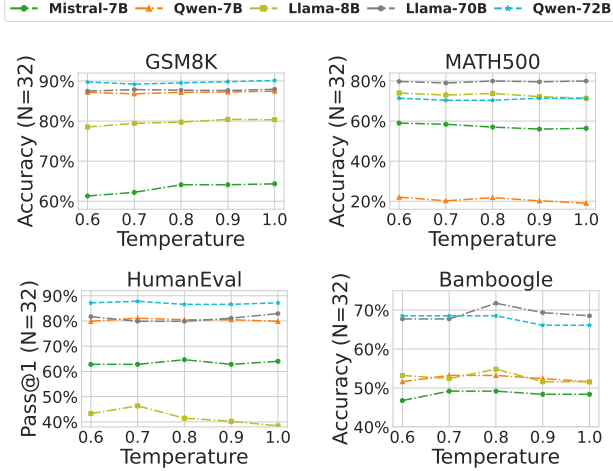 Mistral-7B Qwen-7B Llama-8B Llama-70B Qwen-72B
GSM8K
Accuracy (N=32)
90%
80%
70%
60%
0.6 0.7 0.8 0.9 1.0
Temperature
MATH500
Accuracy (N=32)
80%
60%
40%
20%
0.6 0.7 0.8 0.9 1.0
Temperature
HumanEval
Pass@1 (N=32)
90%
80%
70%
60%
50%
40%
0.6 0.7 0.8 0.9 1.0
Temperature
Bamboogle
Accuracy (N=32)
70%
60%
50%
40%
0.6 0.7 0.8 0.9 1.0
Temperature